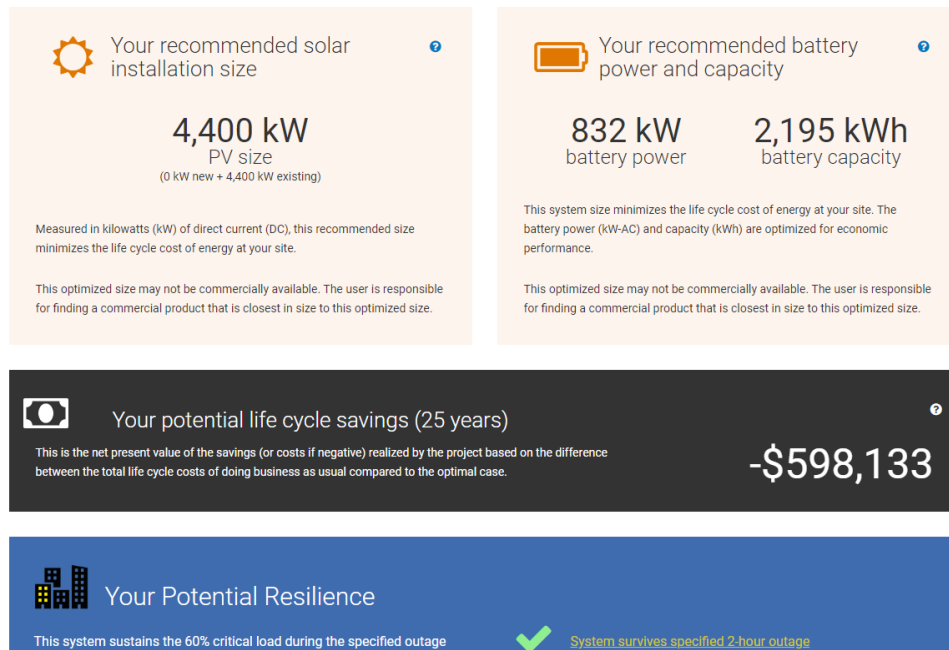 Your recommended solar
installation size
4,400 kW
PV size
(0 kW new + 4,400 kW existing)
Measured in kilowatts (kW) of direct current (DC), this recommended size
minimizes the life cycle cost of energy at your site.
This optimized size may not be commercially available. The user is responsible
for finding a commercial product that is closest in size to this optimized size.
Your recommended battery
power and capacity
832 kW
battery power
2,195 kWh
battery capacity
This system size minimizes the life cycle cost of energy at your site. The
battery power (kW-AC) and capacity (kWh) are optimized for economic
performance.
This optimized size may not be commercially available. The user is responsible
for finding a commercial product that is closest in size to this optimized size.
Your potential life cycle savings (25 years)
This is the net present value of the savings (or costs if negative) realized by the project based on the difference
between the total life cycle costs of doing business as usual compared to the optimal case.
-$598,133
Your Potential Resilience
This system sustains the 60% critical load during the specified outage
System survives specified 2-hour outage